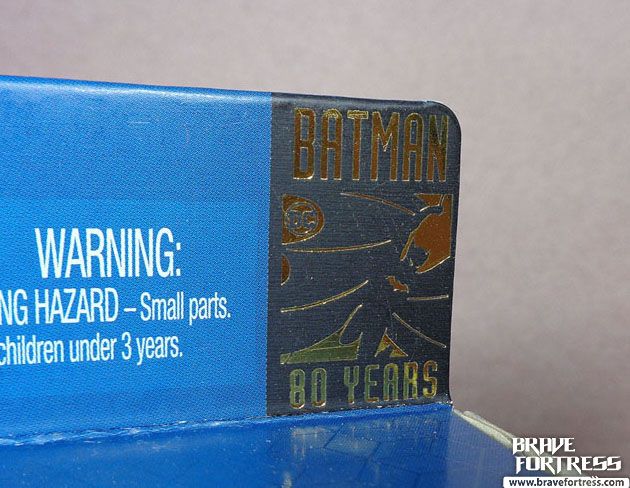 BATMAN
DC
WARNING:
NG HAZARD – Small parts.
children under 3 years.
80 YEARS
BRAVE
FORTRESS
www.bravefortress.com